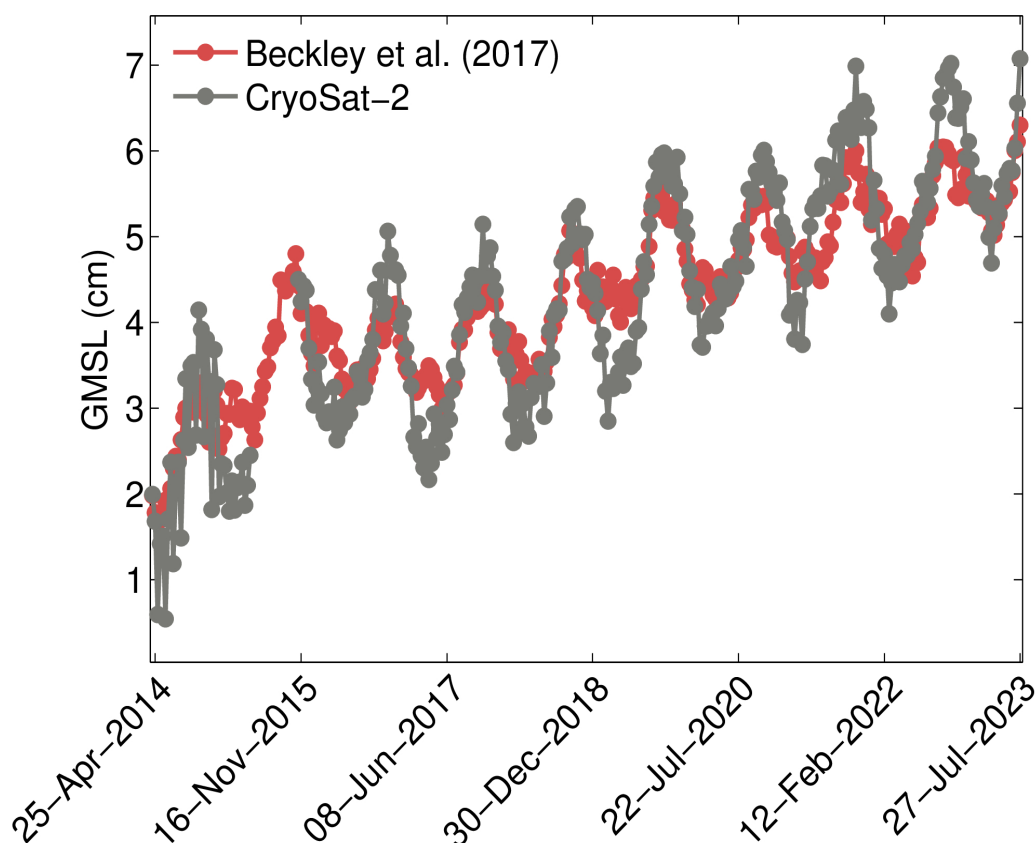 Beckley et al. (2017)
CryoSat−2
GMSL (cm)
7
6
5
4
3
2
1
25−Apr−2014
16−Nov−2015
08−Jun−2017
30−Dec−2018
22−Jul−2020
12−Feb−2022
27−Jul−2023